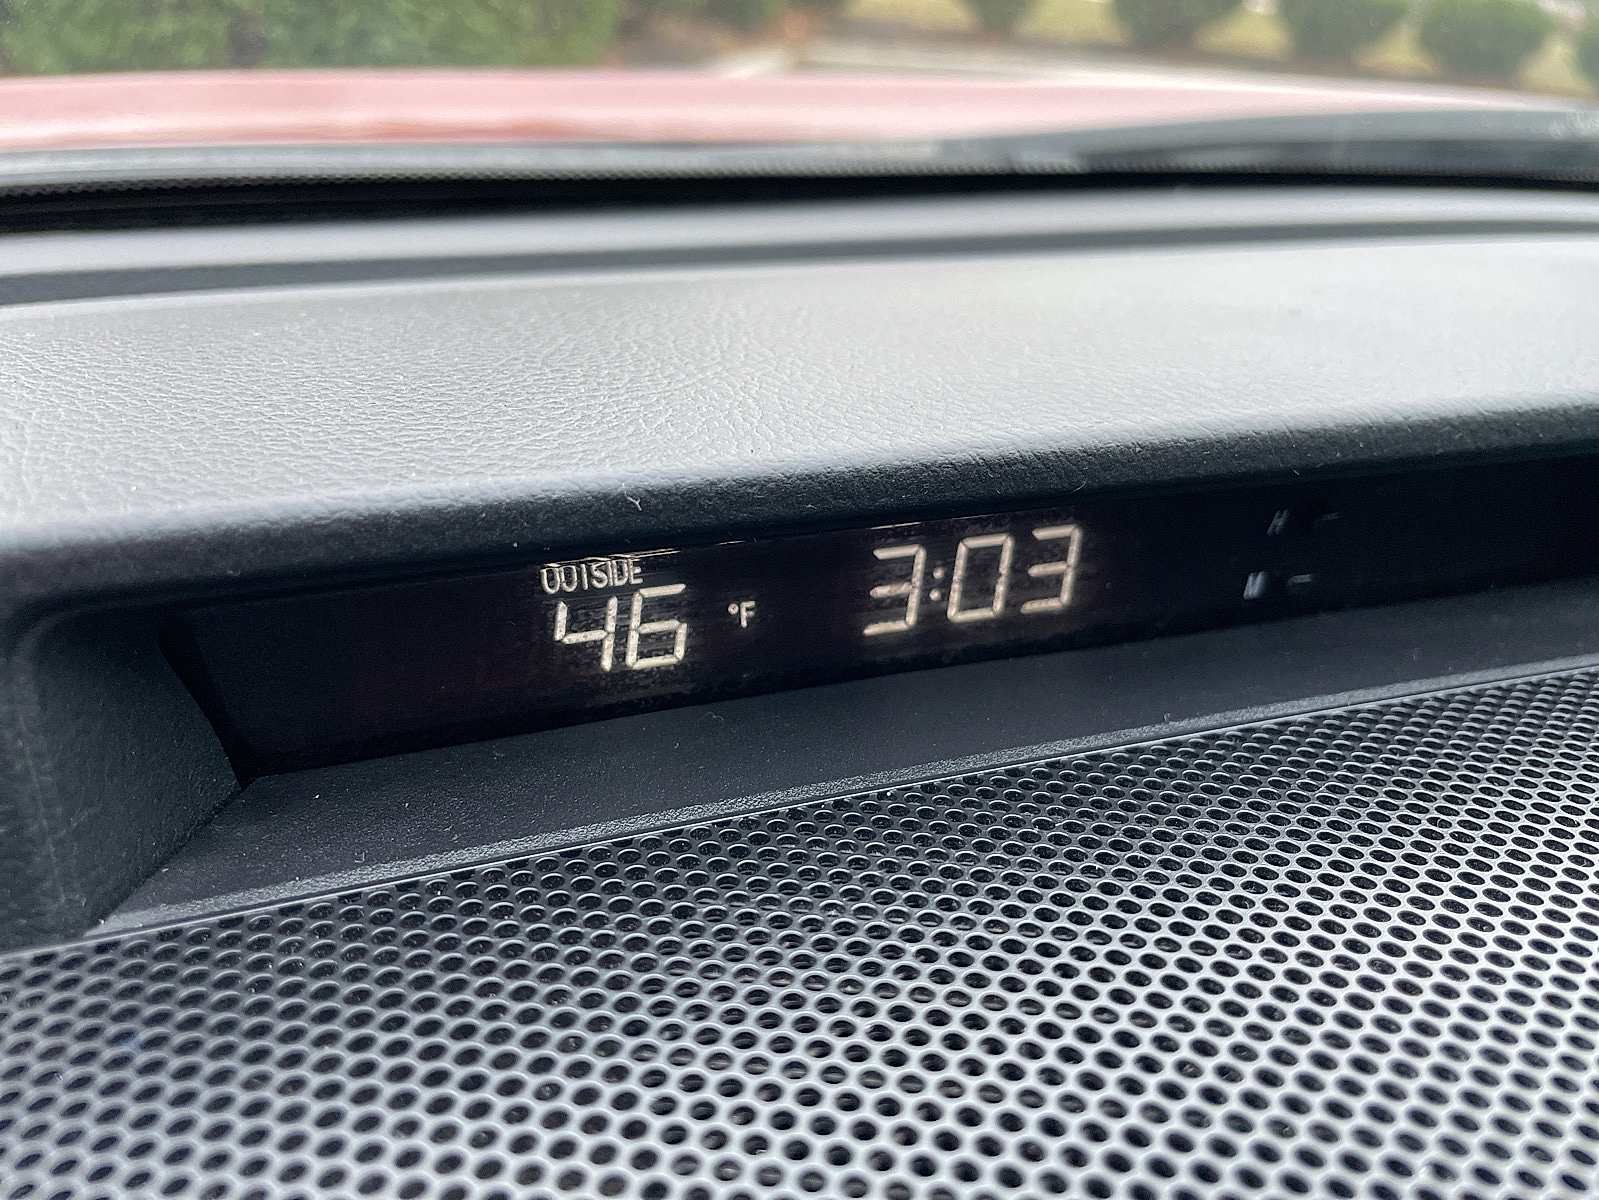 OUTSIDE
46 °F 3:03
H -
M -